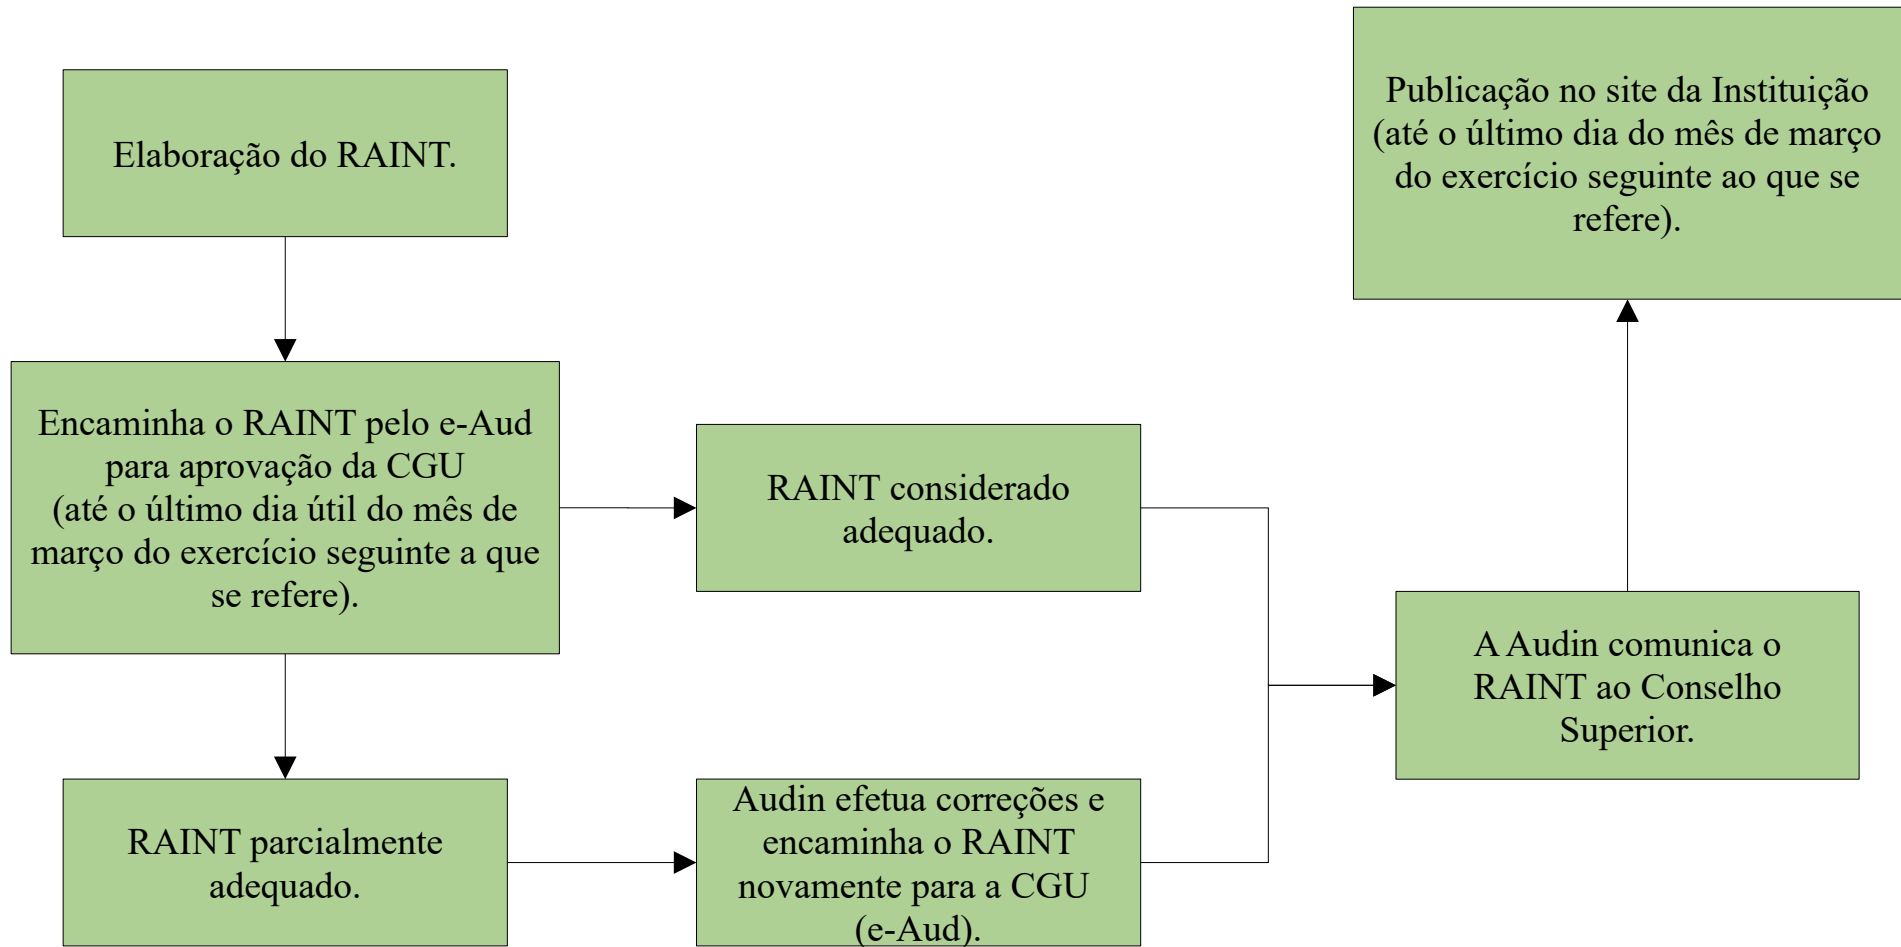 Elaboração do RAINT.
Encaminha o RAINT pelo e-Aud
para aprovação da CGU
(até o último dia útil do mês de
março do exercício seguinte a que
se refere).
RAINT considerado
adequado.
RAINT parcialmente
adequado.
Audin efetua correções e
encaminha o RAINT
novamente para a CGU
(e-Aud).
A Audin comunica o
RAINT ao Conselho
Superior.
Publicação no site da Instituição
(até o último dia do mês de março
do exercício seguinte ao que se
refere).